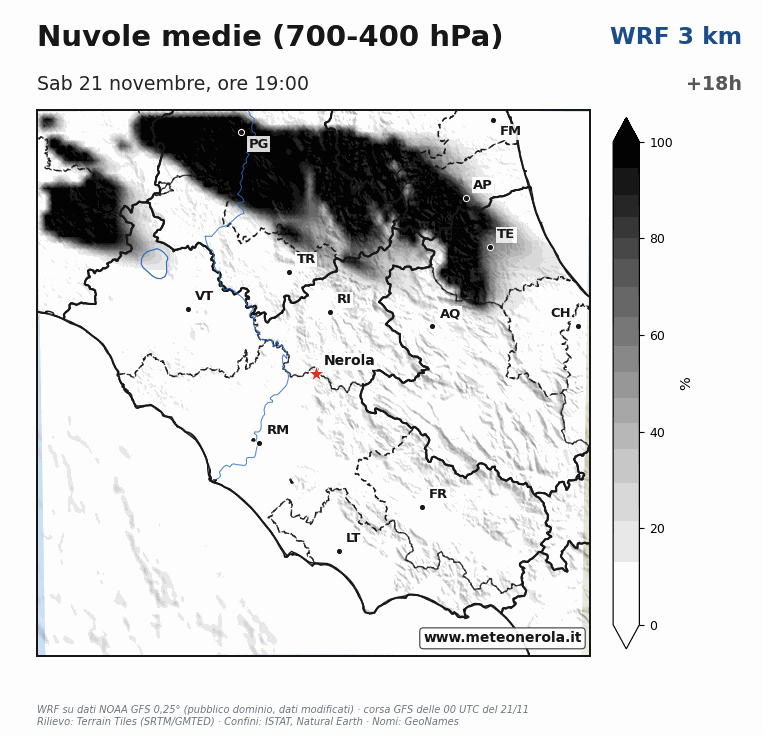 Nuvole medie (700-400 hPa)
WRF 3 km
Sab 21 novembre, ore 19:00
+18h
FM
PG
AP
TE
TR
VT
RI
AQ
CH
Nerola
RM
FR
LT
www.meteonerola.it
100
80
60
40
20
0
%
WRF su dati NOAA GFS 0,25° (pubblico dominio, dati modificati) · corsa GFS delle 00 UTC del 21/11
Rilievo: Terrain Tiles (SRTM/GMTED) · Confini: ISTAT, Natural Earth · Nomi: GeoNames